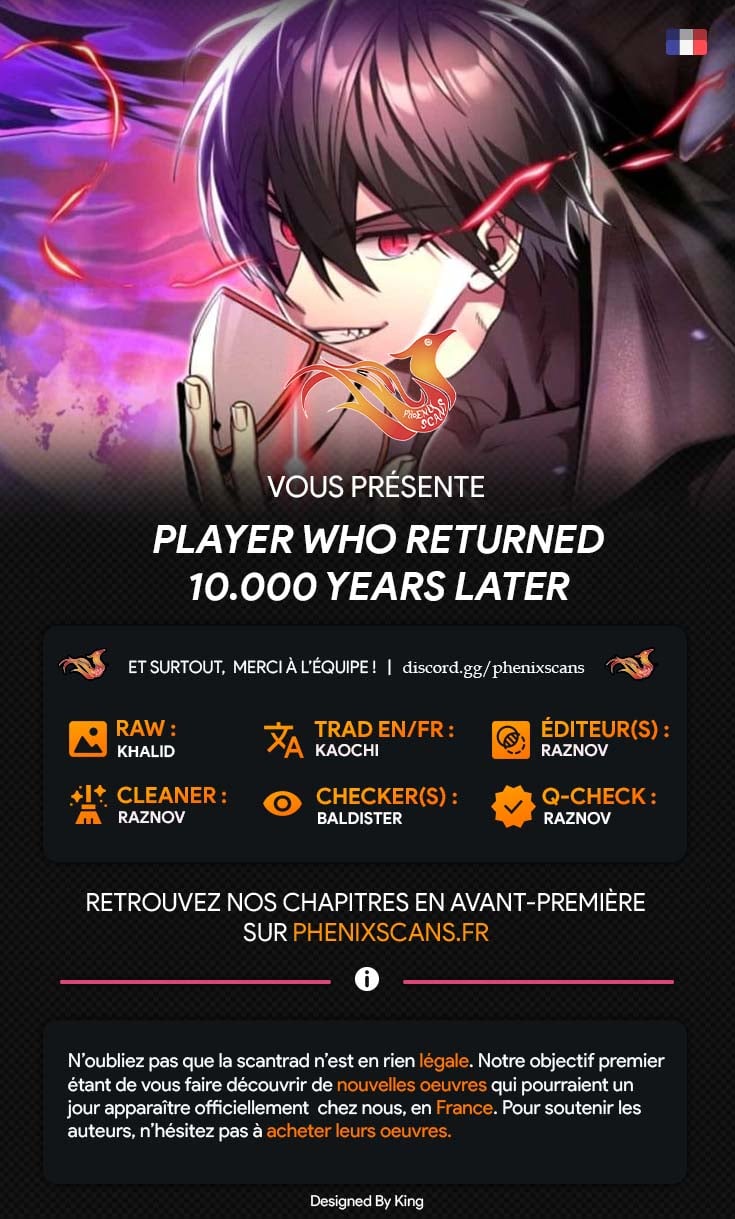 PHOENIX
SCANS
VOUS PRÉSENTE
PLAYER WHO RETURNED
10.000 YEARS LATER
ET SURTOUT, MERCI À L'ÉQUIPE ! | discord.gg/phenixscans
RAW :
KHALID
TRAD EN/FR :
KAOCHI
ÉDITEUR(S) :
RAZNOV
CLEANER :
RAZNOV
CHECKER(S) :
BALDISTER
Q-CHECK :
RAZNOV
RETROUVEZ NOS CHAPITRES EN AVANT-PREMIÈRE
SUR PHENIXSCANS.FR
N'oubliez pas que la scantrad n'est en rien légale. Notre objectif premier
étant de vous faire découvrir de nouvelles oeuvres qui pourraient un
jour apparaître officiellement chez nous, en France. Pour soutenir les
auteurs, n'hésitez pas à acheter leurs oeuvres.
Designed By King